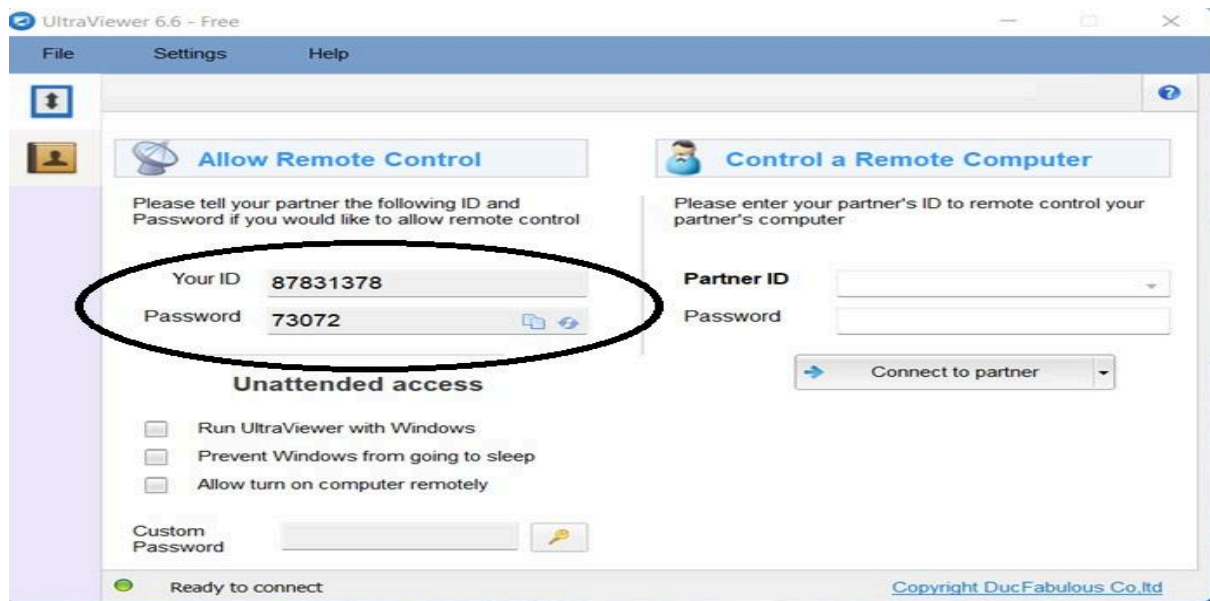 UltraViewer 6.6 - Free
File Settings Help
Allow Remote Control
Please tell your partner the following ID and
Password if you would like to allow remote control
Your ID 87831378
Password 73072
Unattended access
Run UltraViewer with Windows
Prevent Windows from going to sleep
Allow turn on computer remotely
Custom
Password
Control a Remote Computer
Please enter your partner's ID to remote control your
partner's computer
Partner ID
Password
Connect to partner
Ready to connect
Copyright DucFabulous Co,ltd